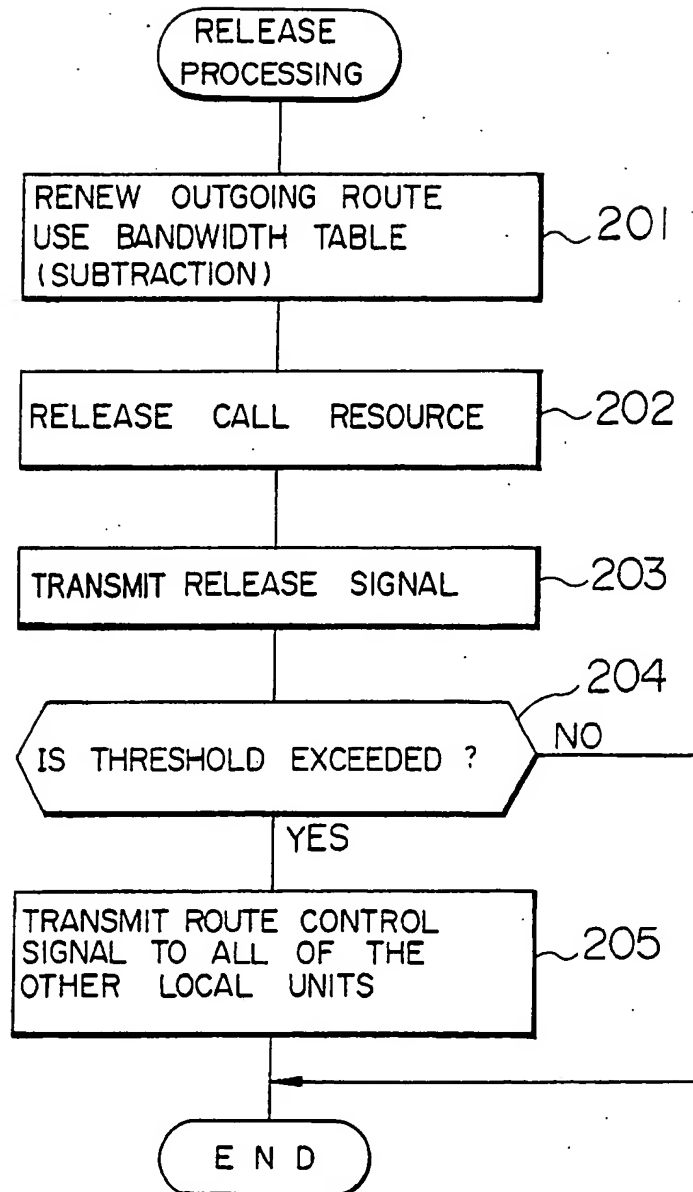 RELEASE
PROCESSING
RENEW OUTGOING ROUTE
USE BANDWIDTH TABLE
(SUBTRACTION)
201
RELEASE CALL RESOURCE
202
TRANSMIT RELEASE SIGNAL
203
204
IS THRESHOLD EXCEEDED ?
NO
YES
TRANSMIT ROUTE CONTROL
SIGNAL TO ALL OF THE
OTHER LOCAL UNITS
205
END